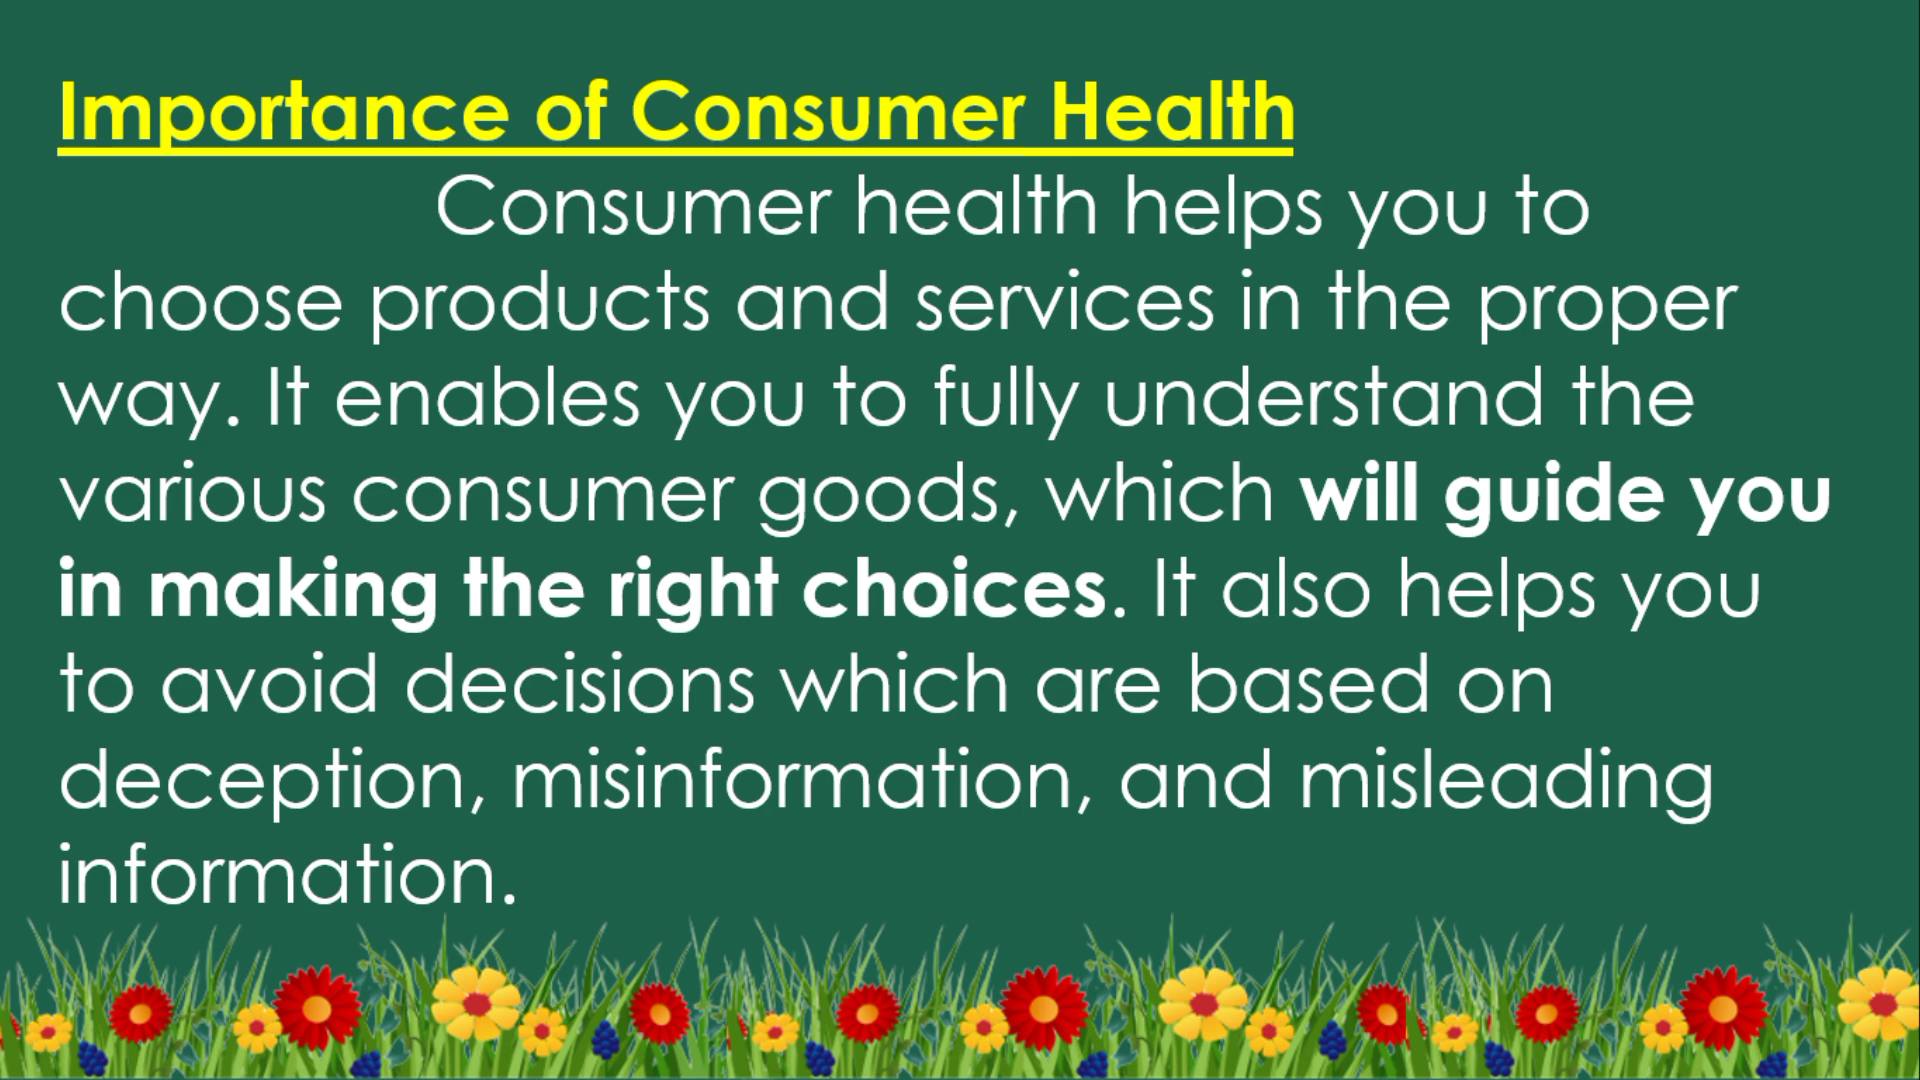 Importance of Consumer Health
Consumer health helps you to
choose products and services in the proper
way. It enables you to fully understand the
various consumer goods, which will guide you
in making the right choices. It also helps you
to avoid decisions which are based on
deception, misinformation, and misleading
information.